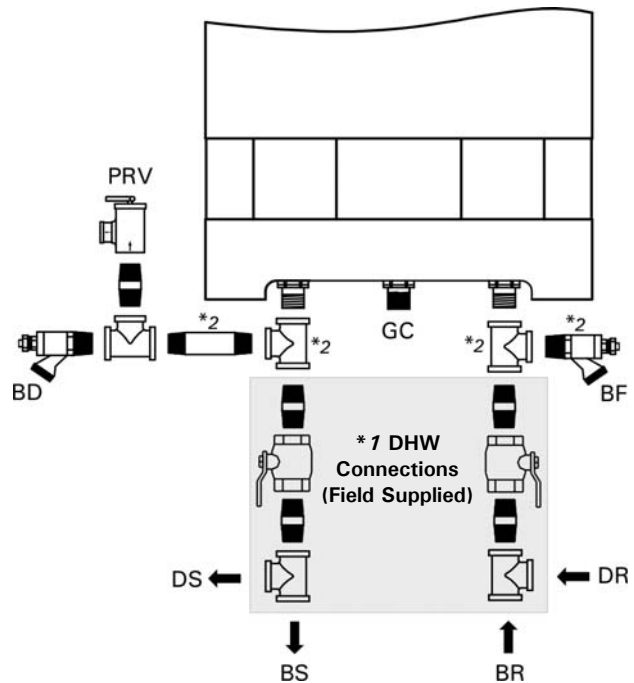 PRV
*2
GC
*2
*2
*2
BD
BF
*1 DHW
Connections
(Field Supplied)
DS
DR
BS
BR